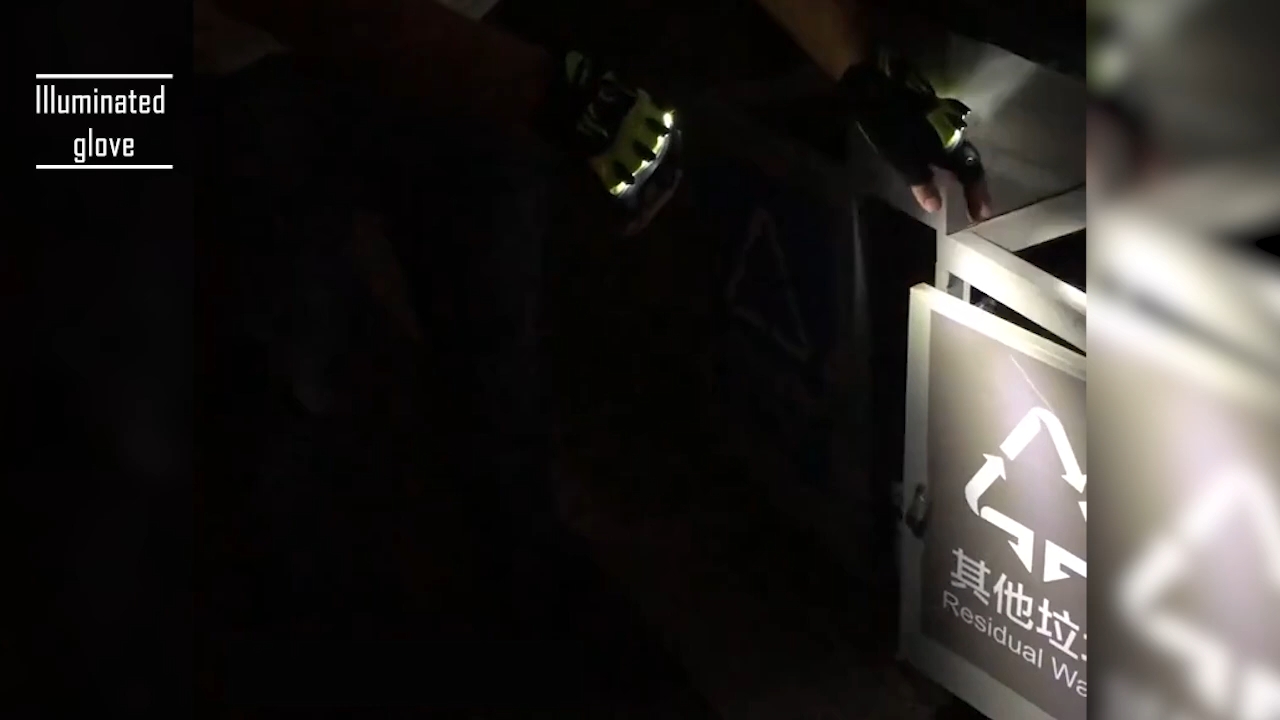 Illuminated
glove
其他垃
Residual Wa